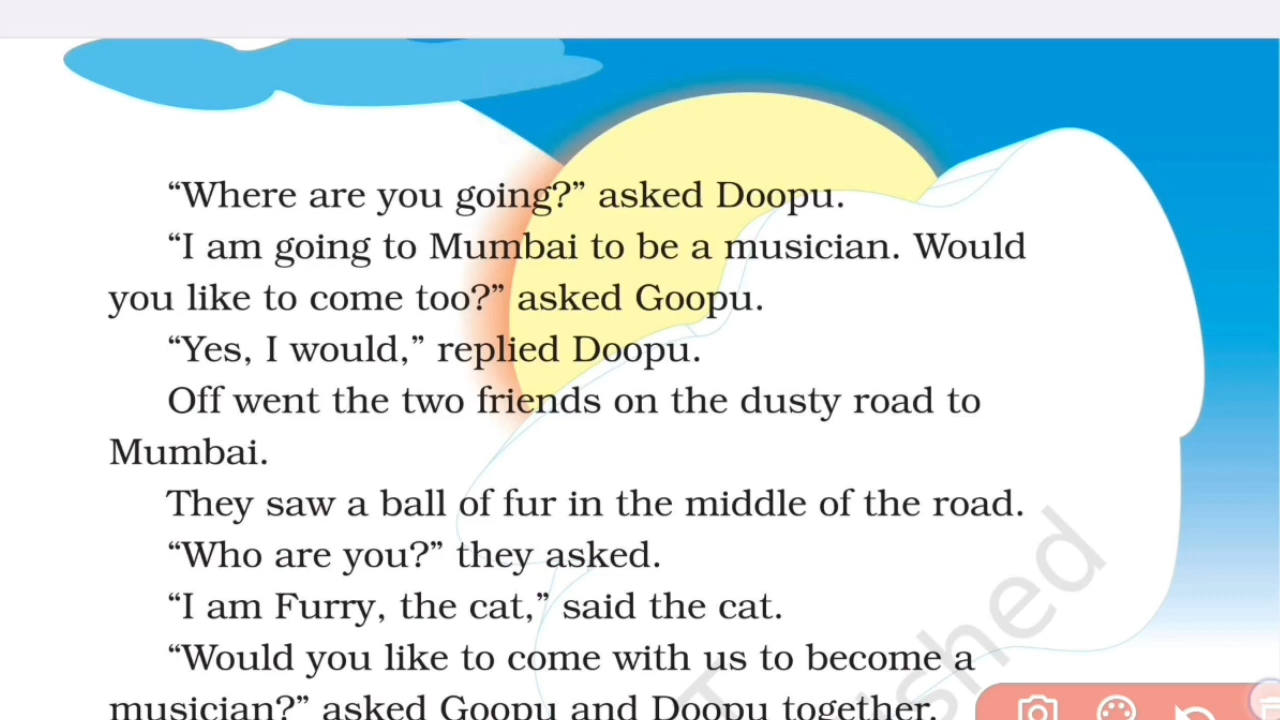 “Where are you going?” asked Doopu.
“I am going to Mumbai to be a musician. Would
you like to come too?” asked Goopu.
“Yes, I would,” replied Doopu.
Off went the two friends on the dusty road to
Mumbai.
They saw a ball of fur in the middle of the road.
“Who are you?” they asked.
“I am Furry, the cat,” said the cat.
“Would you like to come with us to become a
musician?” asked Goopu and Doopu together.